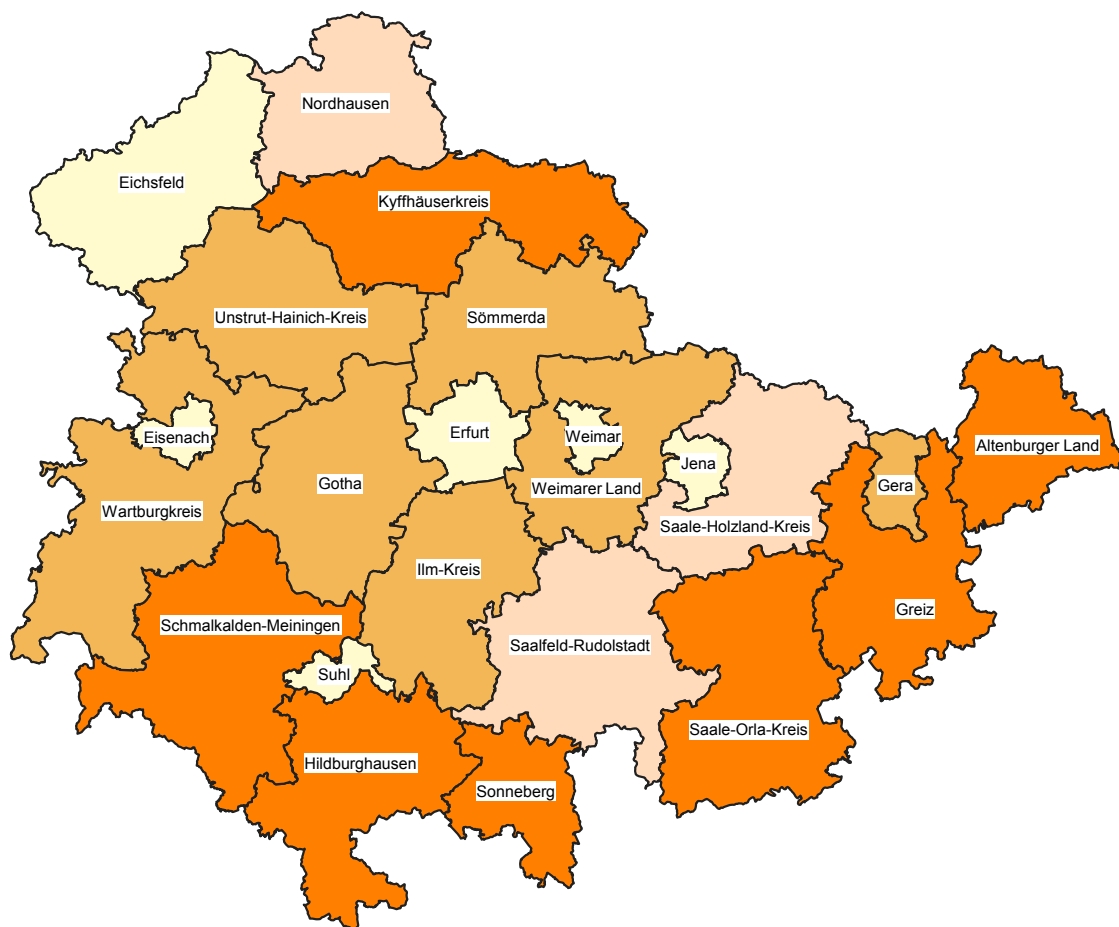 Nordhausen
Eichsfeld
Kyffhäuserkreis
Unstrut-Hainich-Kreis
Sömmerda
Eisenach
Erfurt
Weimar
Altenburger Land
Jena
Gotha
Weimarer Land
Gera
Wartburgkreis
Saale-Holzland-Kreis
Ilm-Kreis
Greiz
Schmalkalden-Meiningen
Saalfeld-Rudolstadt
Suhl
Saale-Orla-Kreis
Hildburghausen
Sonneberg